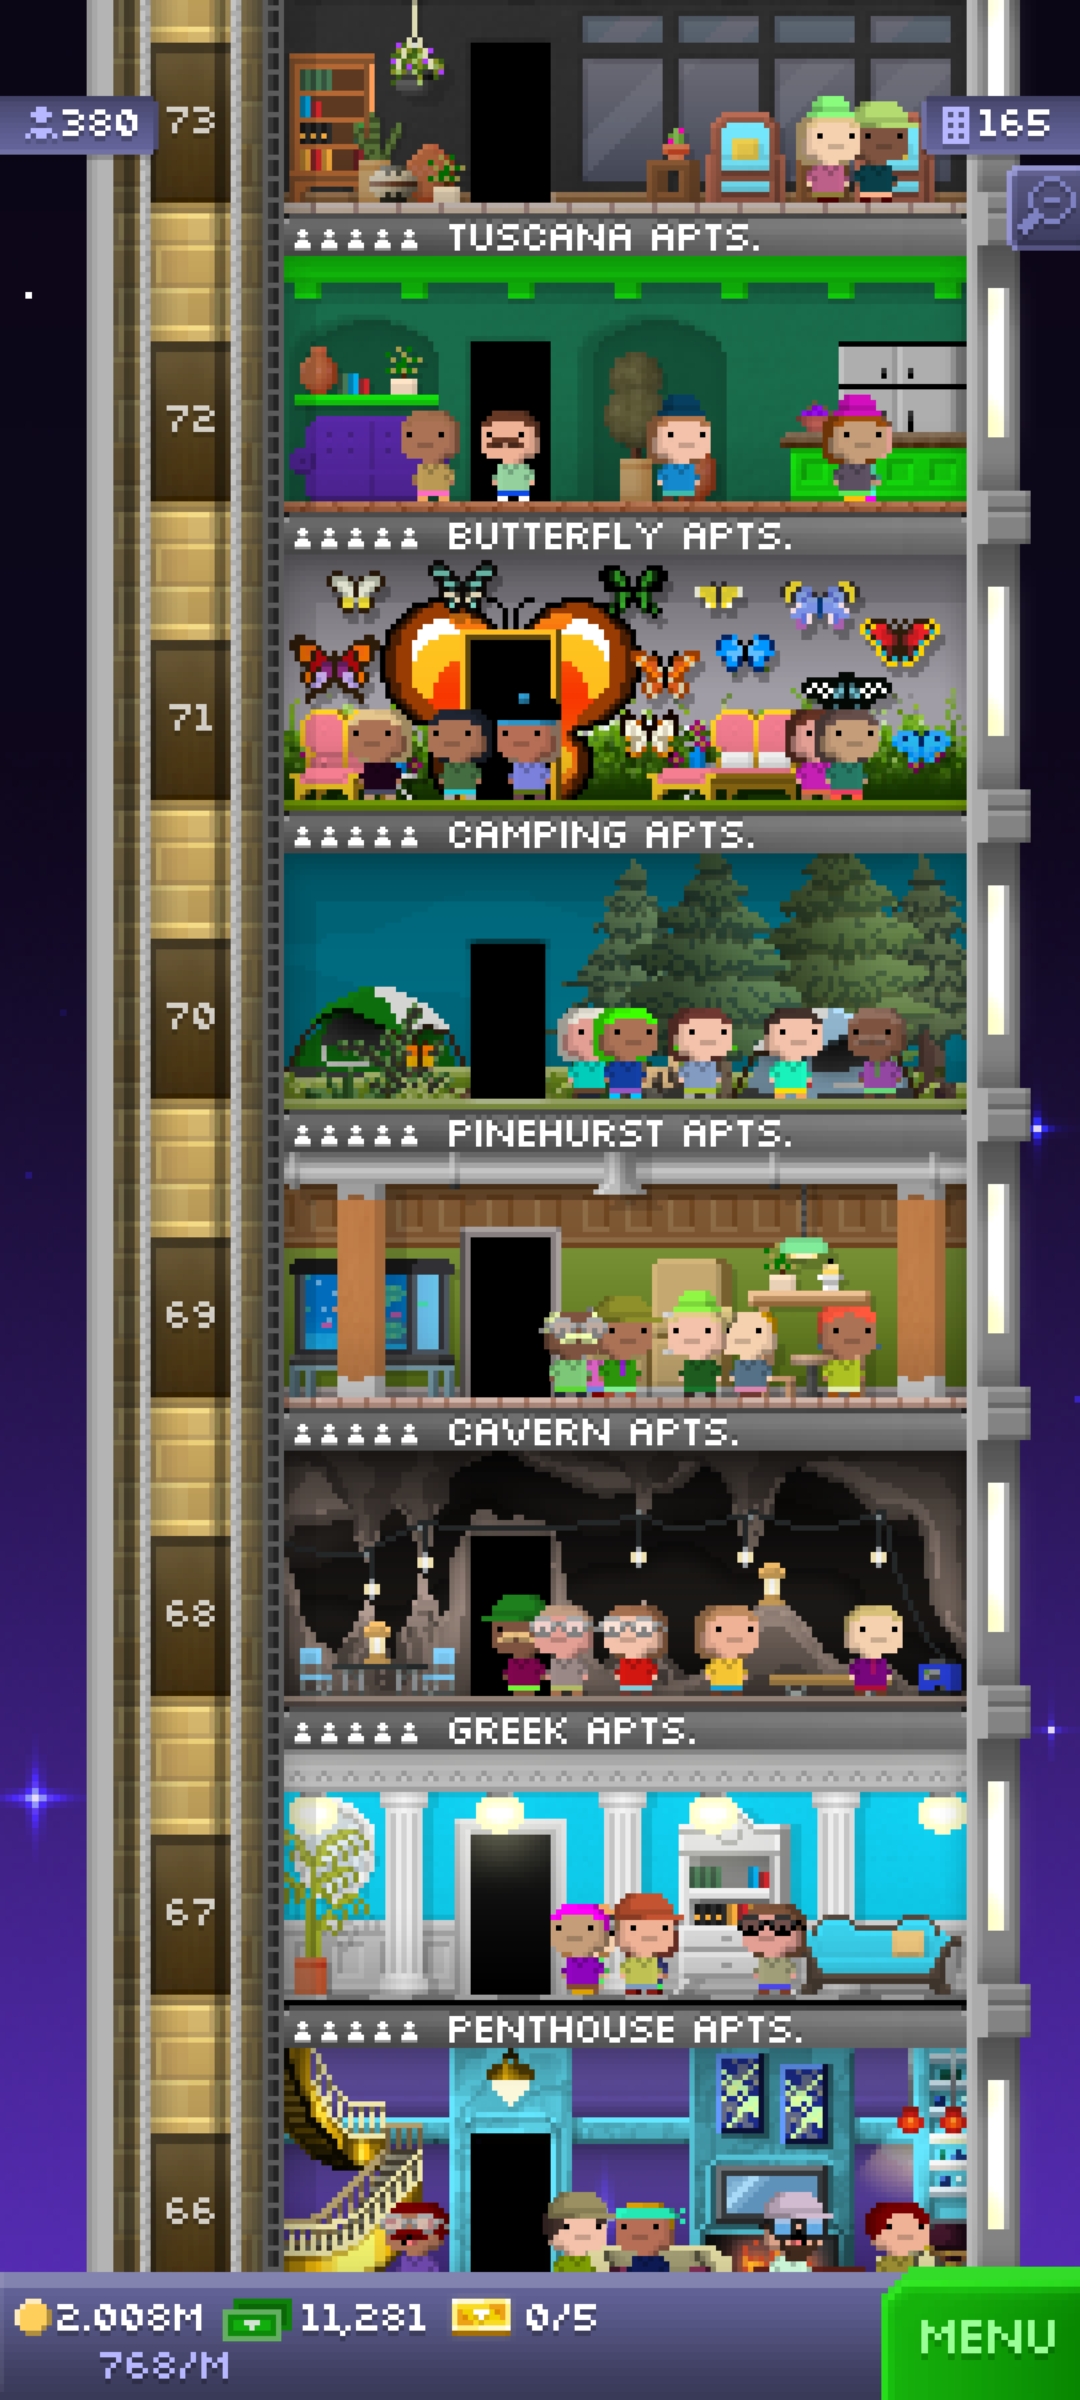 380
73
165
TUSCANA APTS.
72
BUTTERFLY APTS.
71
CAMPING APTS.
70
PINEHURST APTS.
69
CAVERN APTS.
68
GREEK APTS.
67
PENTHOUSE APTS.
66
2.008M 11,281 0/5
768/M
MENU